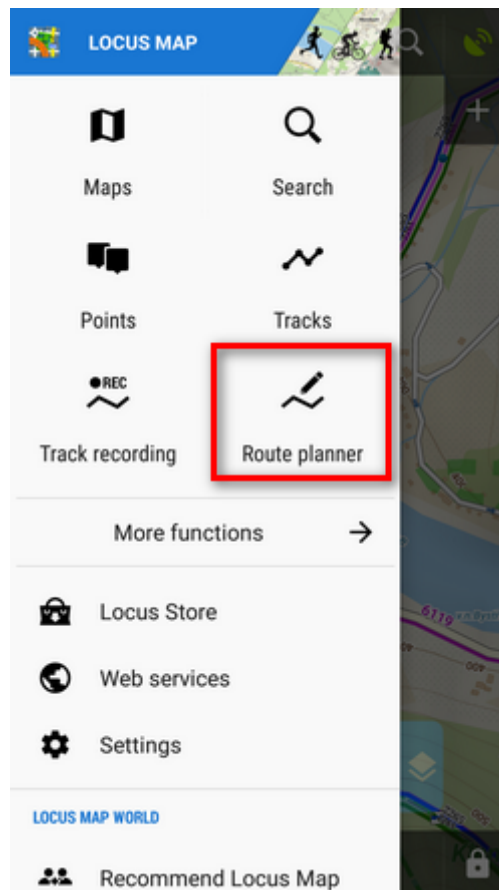 LOCUS MAP
Maps
Search
Points
Tracks
REC
Track recording
Route planner
More functions
Locus Store
Web services
Settings
LOCUS MAP WORLD
Recommend Locus Map
6119